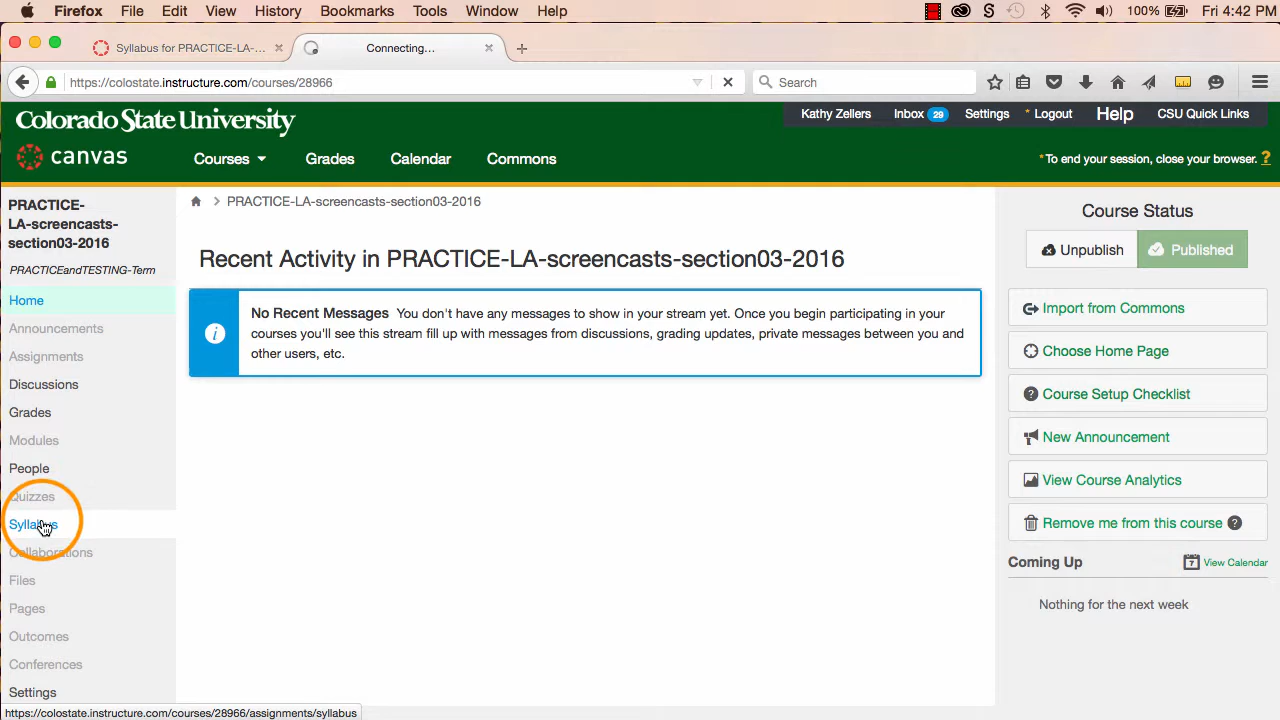 Firefox File Edit View History Bookmarks Tools Window Help 100% Fri 4:42 PM
Syllabus for PRACTICE-LA-... × Connecting... × +
https://colostate.instructure.com/courses/28966 Search
Colorado State University Kathy Zellers Inbox 29 Settings * Logout Help CSU Quick Links
canvas Courses Grades Calendar Commons *To end your session, close your browser. ?
PRACTICE-
LA-screencasts-
section03-2016
PRACTICEandTESTING-Term
Home
Announcements
Assignments
Discussions
Grades
Modules
People
Quizzes
Syllabus
Collaborations
Files
Pages
Outcomes
Conferences
Settings
PRACTICE-LA-screencasts-section03-2016
Recent Activity in PRACTICE-LA-screencasts-section03-2016
No Recent Messages You don't have any messages to show in your stream yet. Once you begin participating in your
courses you'll see this stream fill up with messages from discussions, grading updates, private messages between you and
other users, etc.
Course Status
Unpublish Published
Import from Commons
Choose Home Page
Course Setup Checklist
New Announcement
View Course Analytics
Remove me from this course ?
Coming Up 7 View Calendar
Nothing for the next week
https://colostate.instructure.com/courses/28966/assignments/syllabus